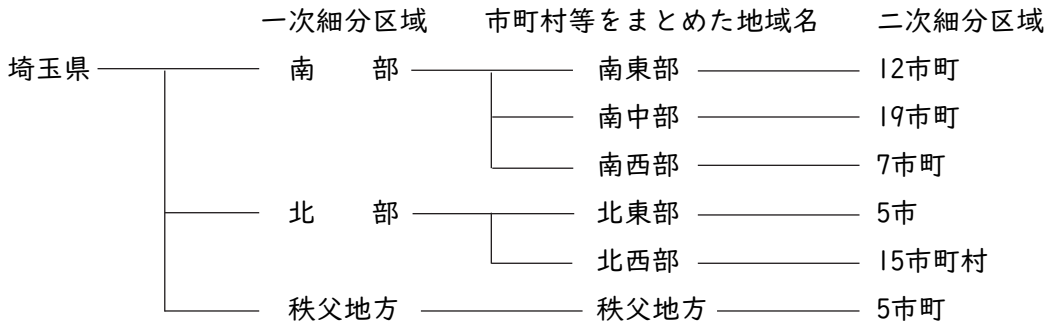 一次細分区域 市町村等をまとめた地域名 二次細分区域
埼玉県 南部 南東部 12市町
南中部 19市町
南西部 7市町
北部 北東部 5市
北西部 15市町村
秩父地方 秩父地方 5市町